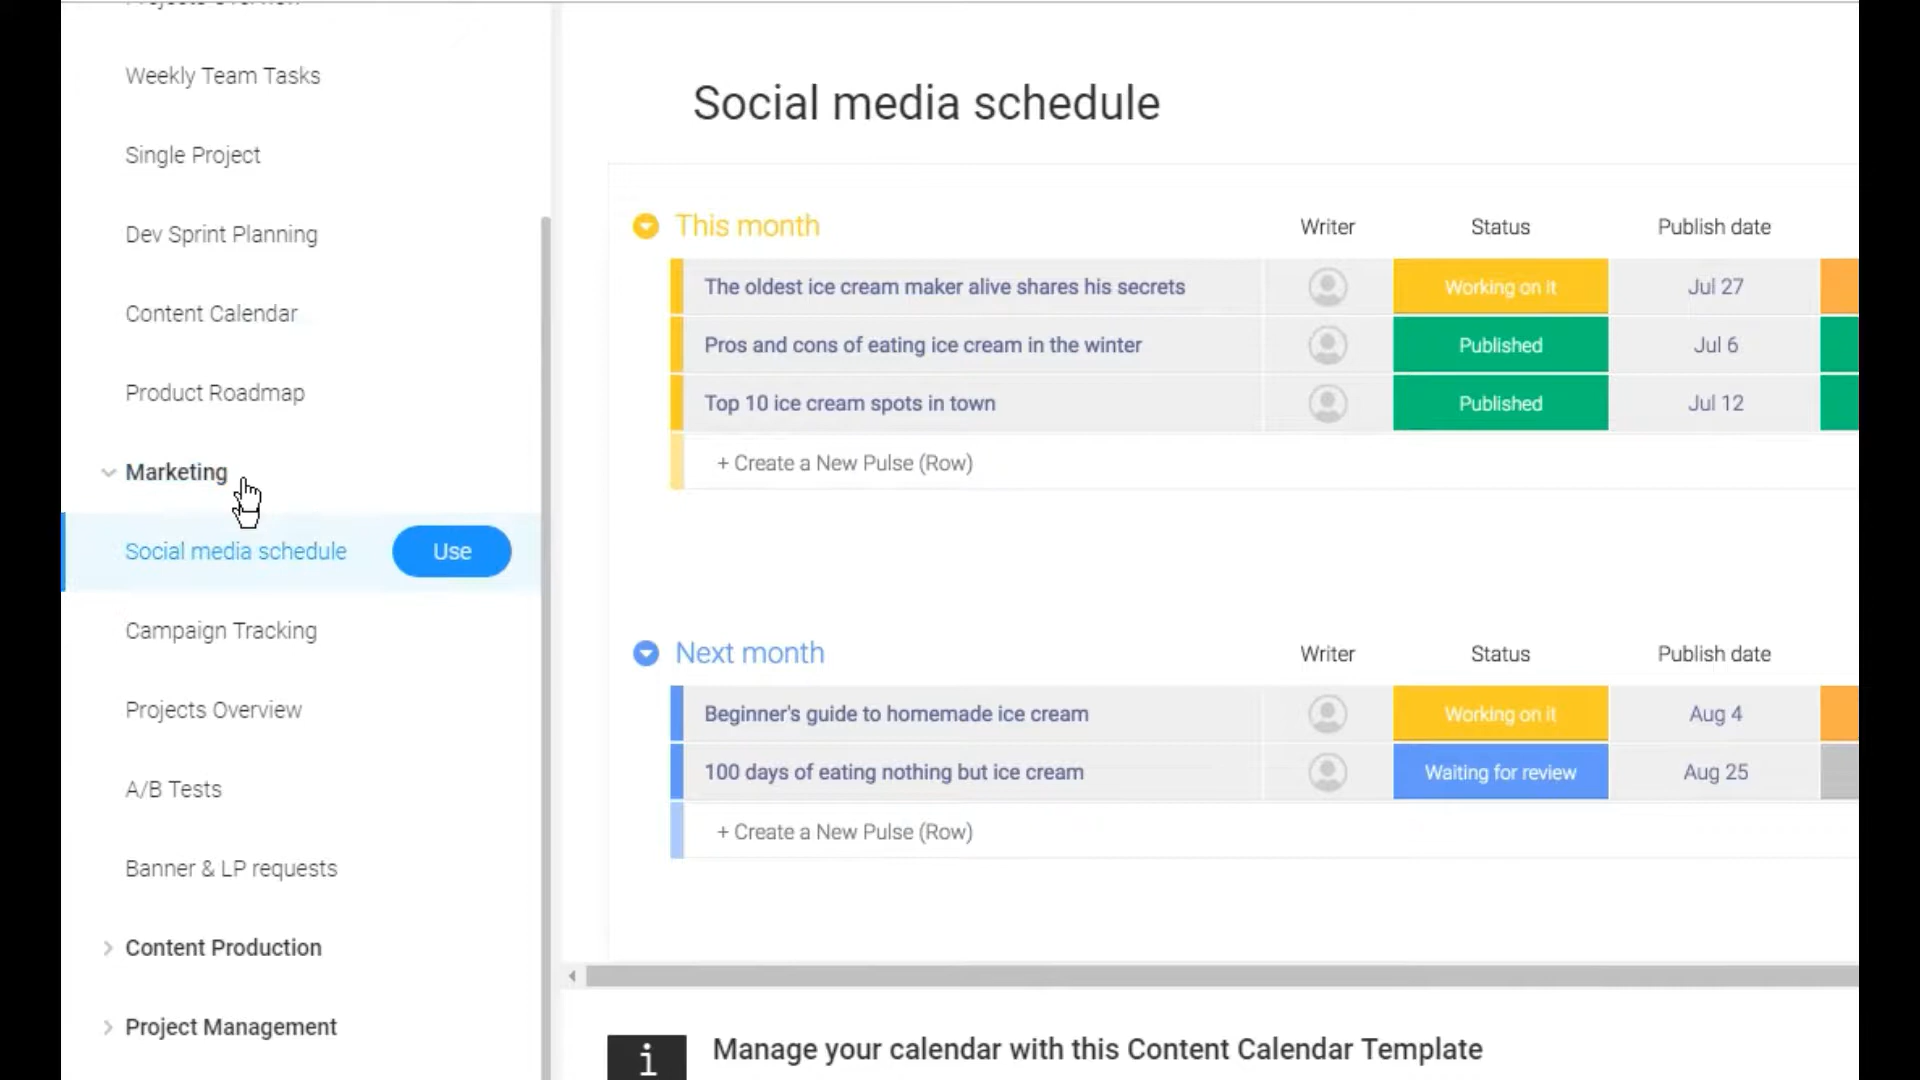 Projects Overview
Weekly Team Tasks
Single Project
Dev Sprint Planning
Content Calendar
Product Roadmap
Marketing
Social media schedule Use
Campaign Tracking
Projects Overview
A/B Tests
Banner & LP requests
Content Production
Project Management
Social media schedule
This month Writer Status Publish date
The oldest ice cream maker alive shares his secrets Working on it Jul 27
Pros and cons of eating ice cream in the winter Published Jul 6
Top 10 ice cream spots in town Published Jul 12
+ Create a New Pulse (Row)
Next month Writer Status Publish date
Beginner's guide to homemade ice cream Working on it Aug 4
100 days of eating nothing but ice cream Waiting for review Aug 25
+ Create a New Pulse (Row)
i Manage your calendar with this Content Calendar Template